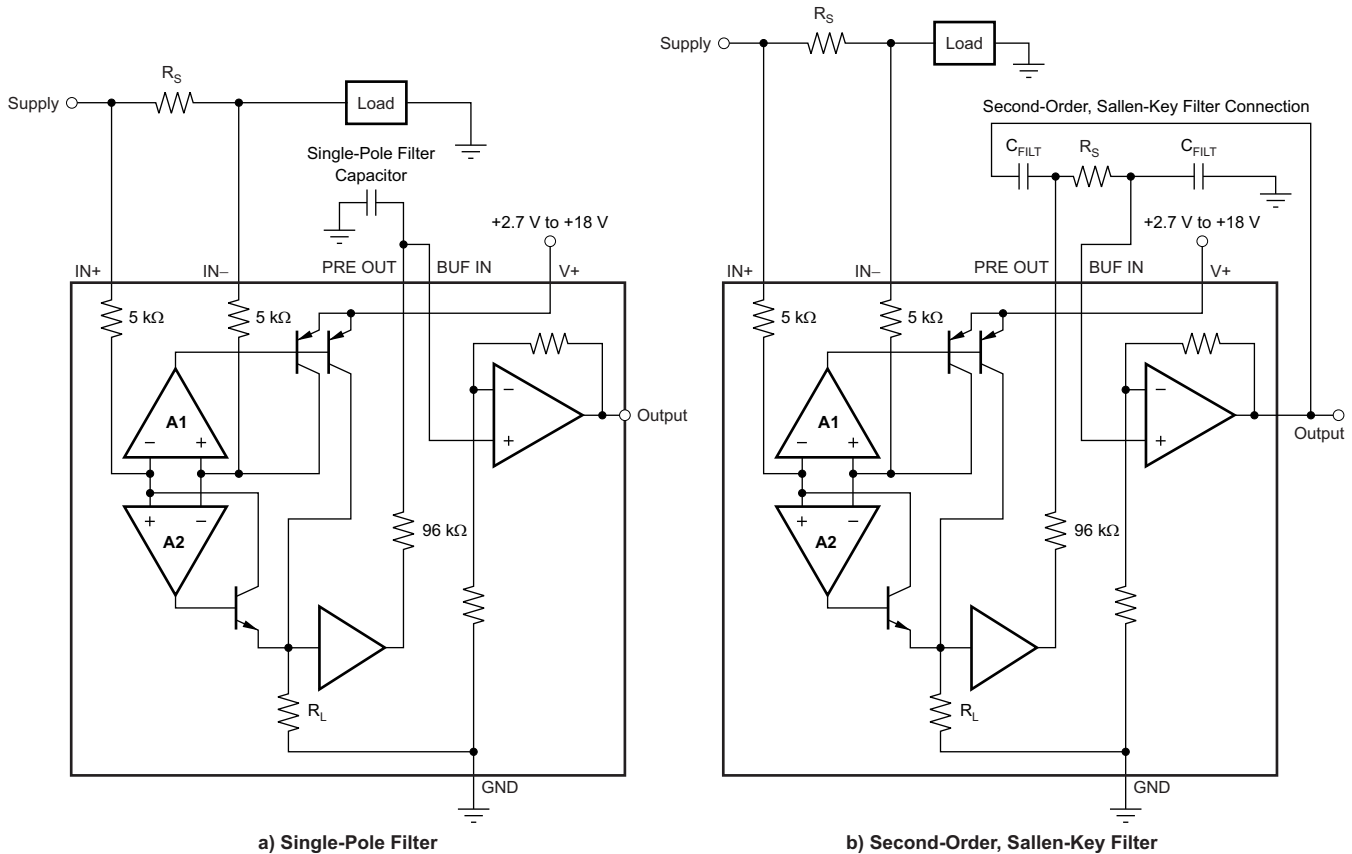 R_S
Supply
Load
Single-Pole Filter
Capacitor
+2.7 V to +18 V
IN+
IN−
PRE OUT
BUF IN
V+
5 kΩ
5 kΩ
A1
− +
− 
+
Output
+ −
A2
96 kΩ
R_L
GND
a) Single-Pole Filter
R_S
Supply
Load
Second-Order, Sallen-Key Filter Connection
C_FILT
R_S
C_FILT
+2.7 V to +18 V
IN+
IN−
PRE OUT
BUF IN
V+
5 kΩ
5 kΩ
A1
− +
−
+
Output
+ −
A2
96 kΩ
R_L
GND
b) Second-Order, Sallen-Key Filter